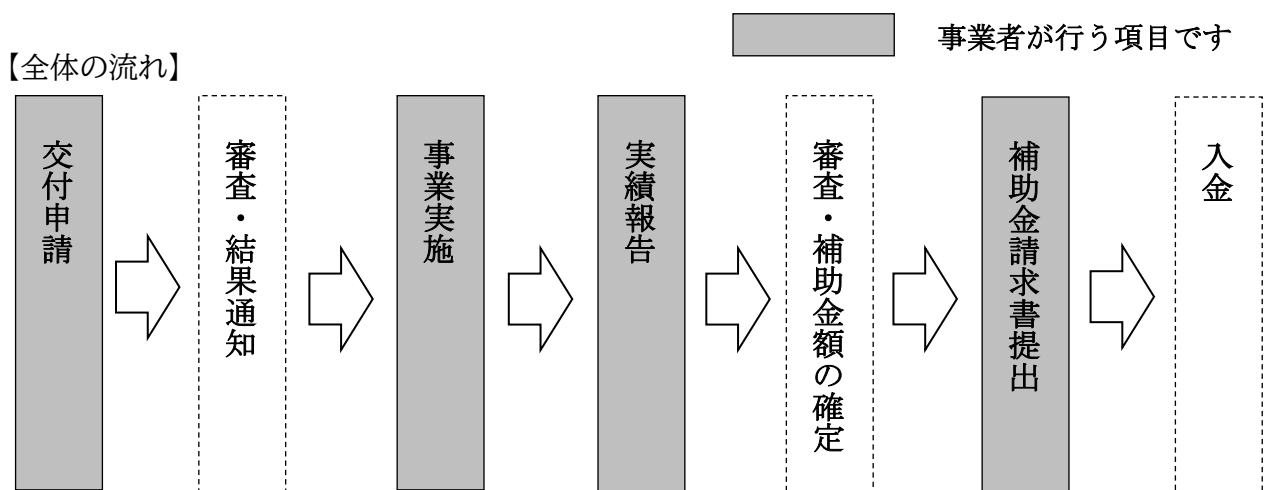 事業者が行う項目です
【全体の流れ】
交付申請
審査・結果通知
事業実施
実績報告
審査・補助金額の確定
補助金請求書提出
入金